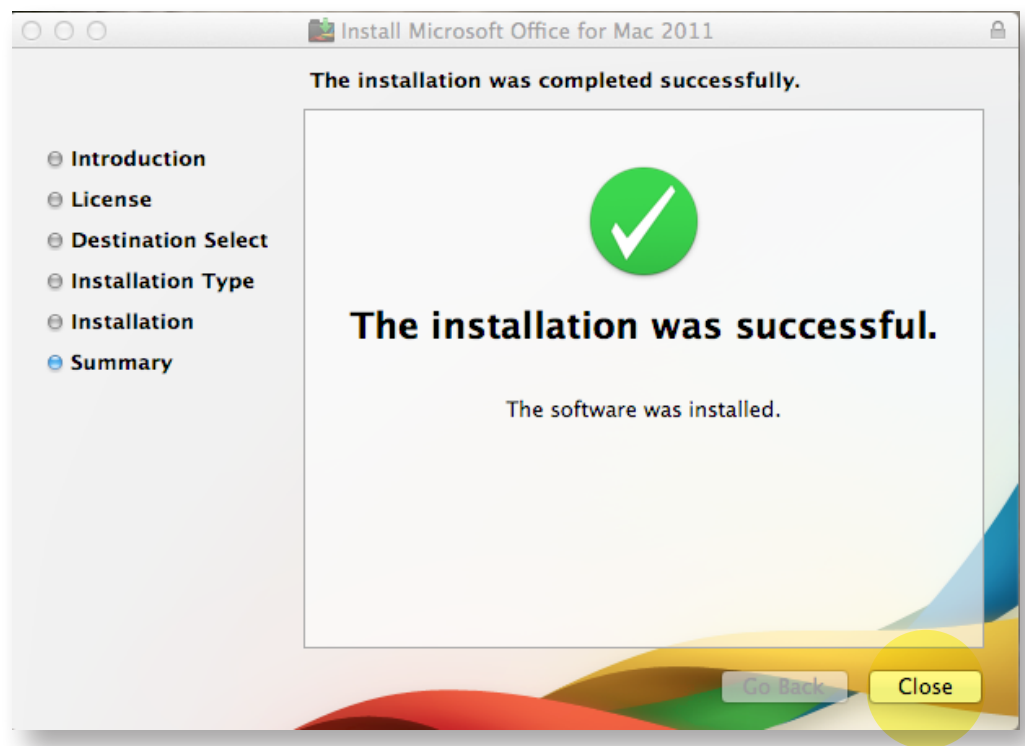 Install Microsoft Office for Mac 2011
The installation was completed successfully.
Introduction
License
Destination Select
Installation Type
Installation
Summary
The installation was successful.
The software was installed.
Go Back
Close